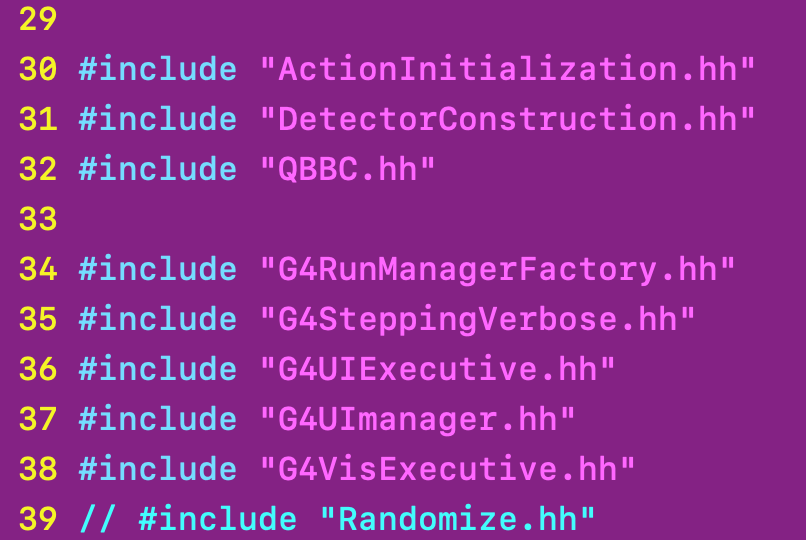 29
30 #include "ActionInitialization.hh"
31 #include "DetectorConstruction.hh"
32 #include "QBBC.hh"
33
34 #include "G4RunManagerFactory.hh"
35 #include "G4SteppingVerbose.hh"
36 #include "G4UIExecutive.hh"
37 #include "G4UImanager.hh"
38 #include "G4VisExecutive.hh"
39 // #include "Randomize.hh"